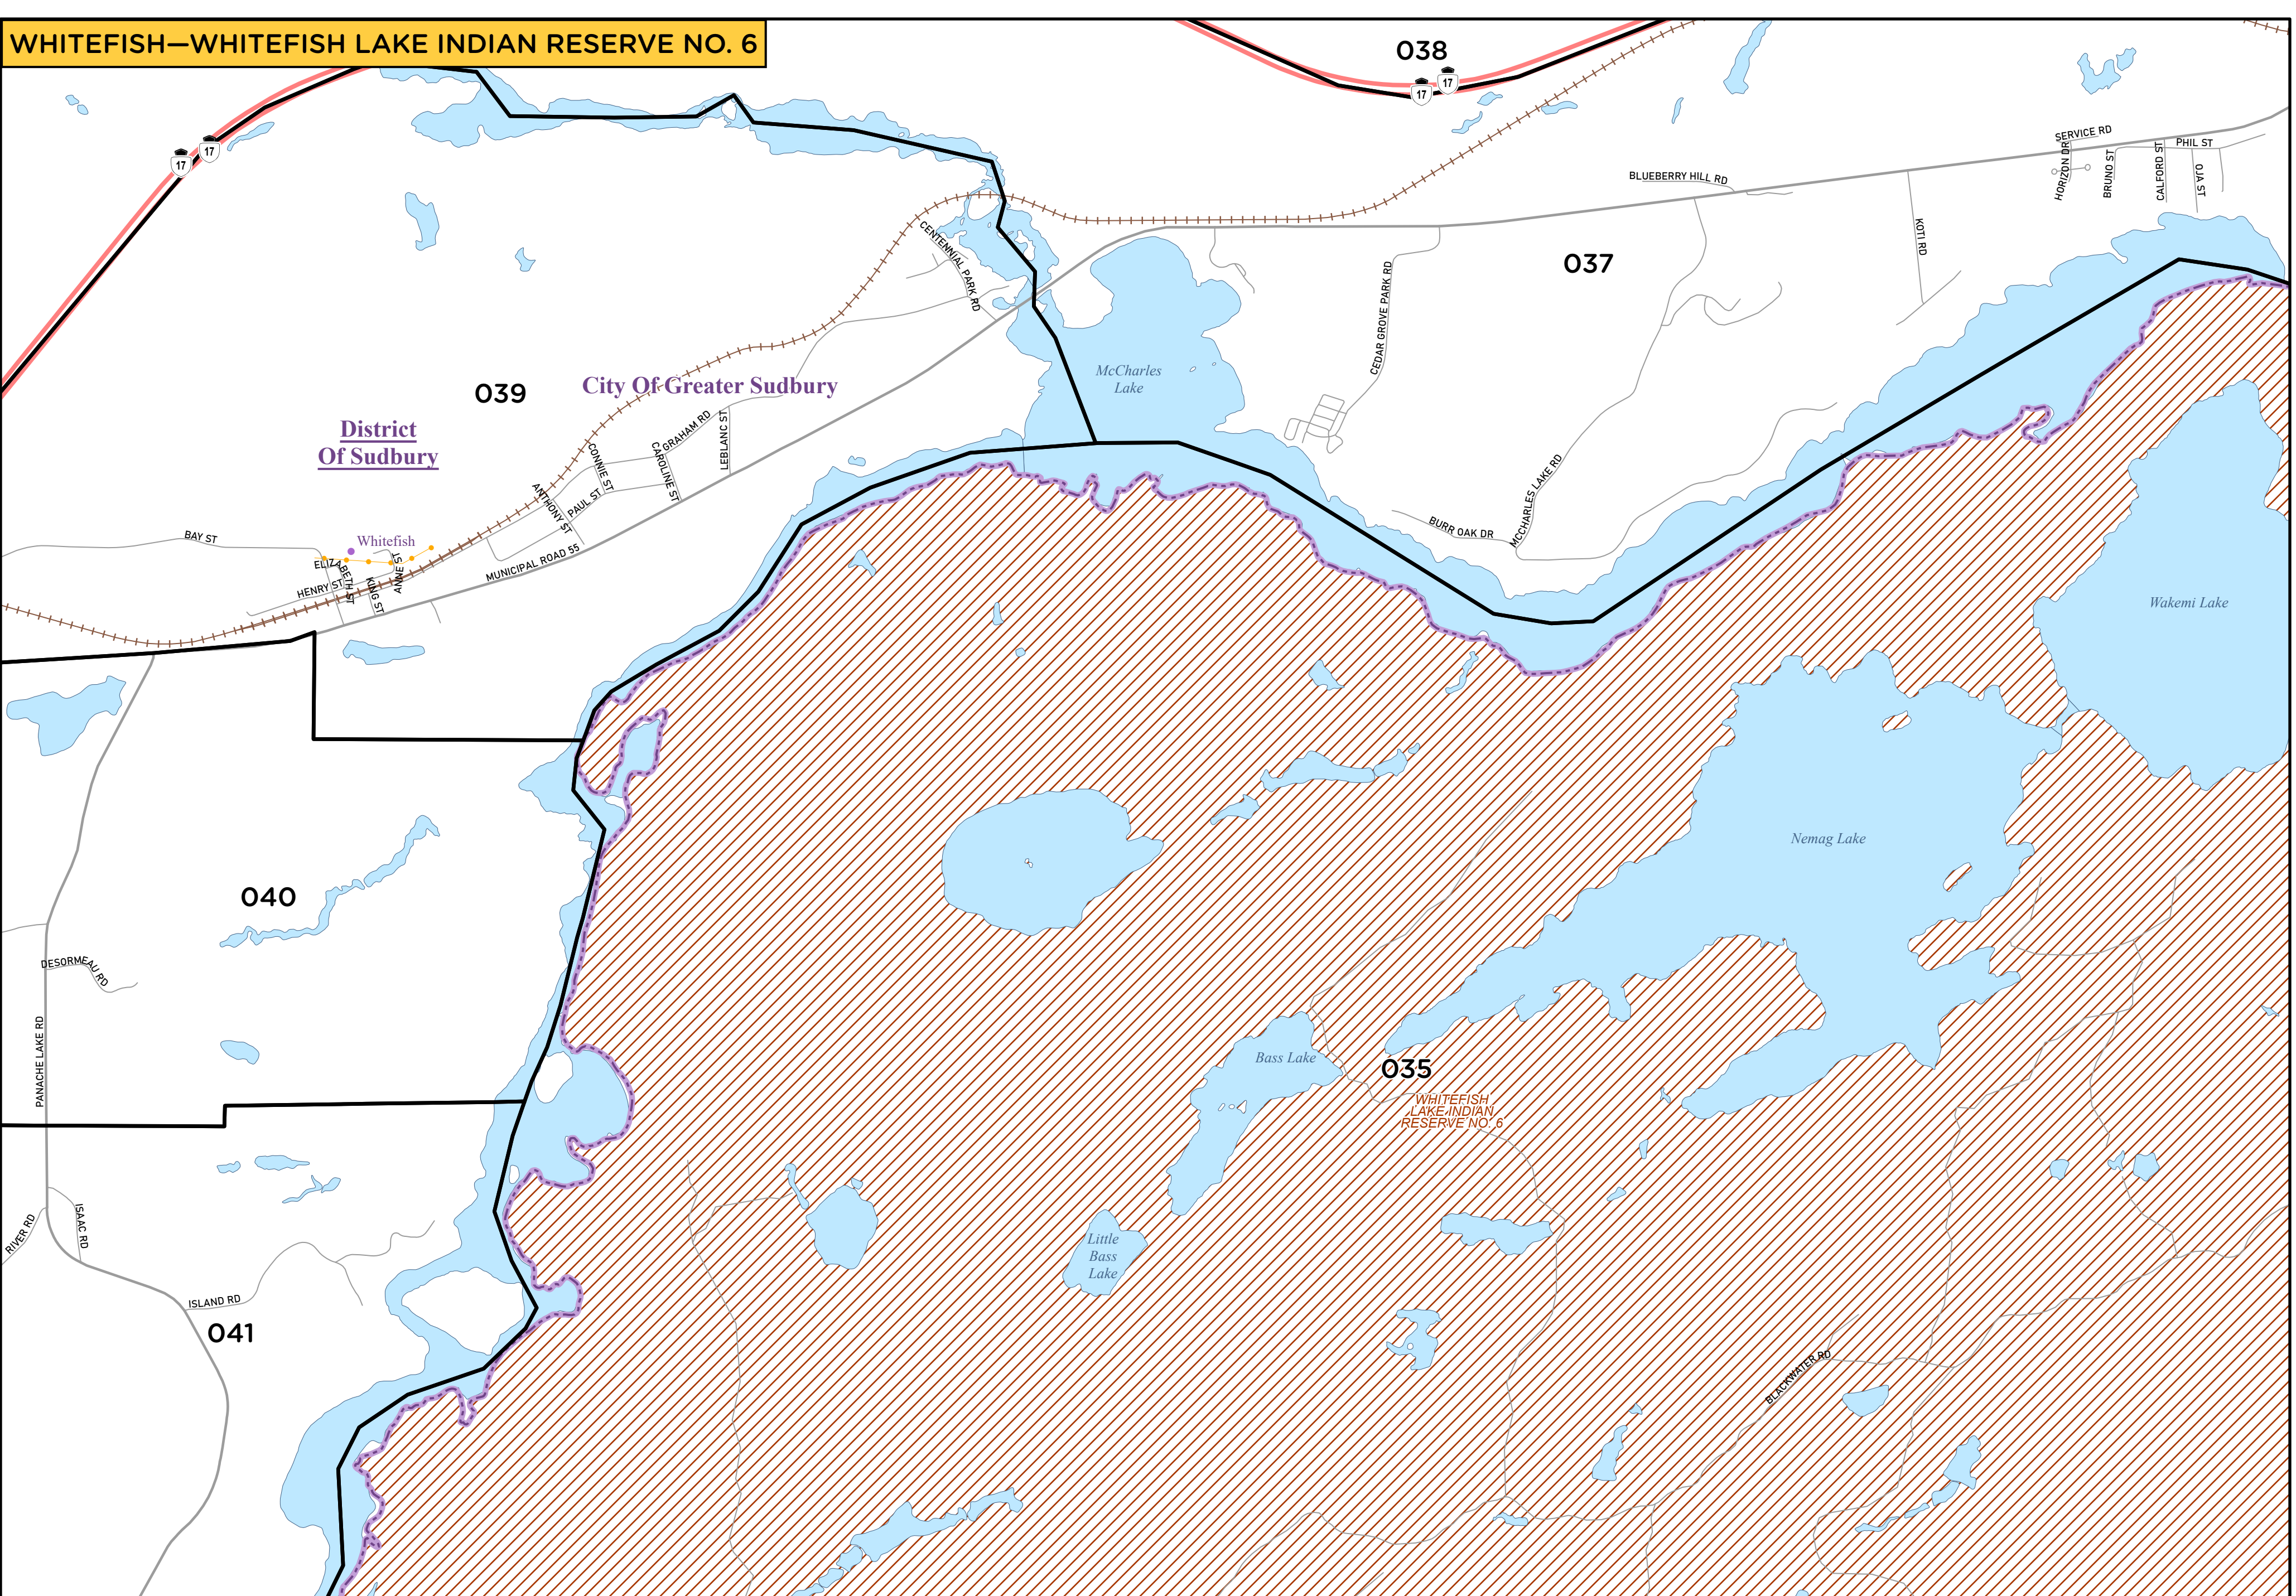 WHITEFISH—WHITEFISH LAKE INDIAN RESERVE NO. 6
038
17
17
17
17
SERVICE RD
PHIL ST
HORIZON DR
BRUNO ST
CALFORD ST
OJA ST
BLUEBERRY HILL RD
KOTI RD
CENTENNIAL PARK RD
037
CEDAR GROVE PARK RD
McCharles
Lake
039
City Of Greater Sudbury
District
Of Sudbury
GRAHAM RD
LEBLANC ST
CONNIE ST
CAROLINE ST
ANTHONY ST
PAUL ST
MCCHARLES LAKE RD
BURR OAK DR
BAY ST
Whitefish
ELIZABETH ST
ANNE ST
HENRY ST
KING ST
MUNICIPAL ROAD 55
Wakemi Lake
Nemag Lake
040
DESORMEAU RD
PANACHE LAKE RD
Bass Lake
035
WHITEFISH
LAKE INDIAN
RESERVE NO. 6
RIVER RD
ISAAC RD
Little
Bass
Lake
ISLAND RD
041
BLACKWATER RD